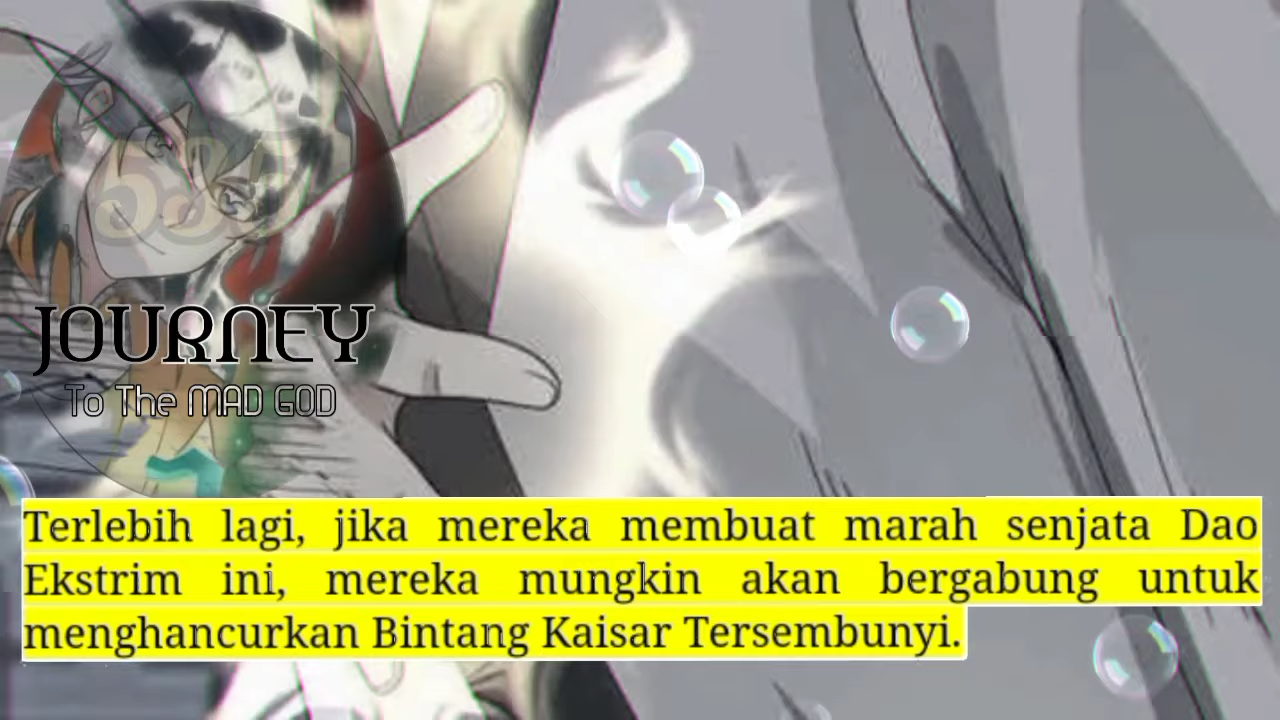 JOURNEY
To The MAD GOD
Terlebih lagi, jika mereka membuat marah senjata Dao
Ekstrim ini, mereka mungkin akan bergabung untuk
menghancurkan Bintang Kaisar Tersembunyi.